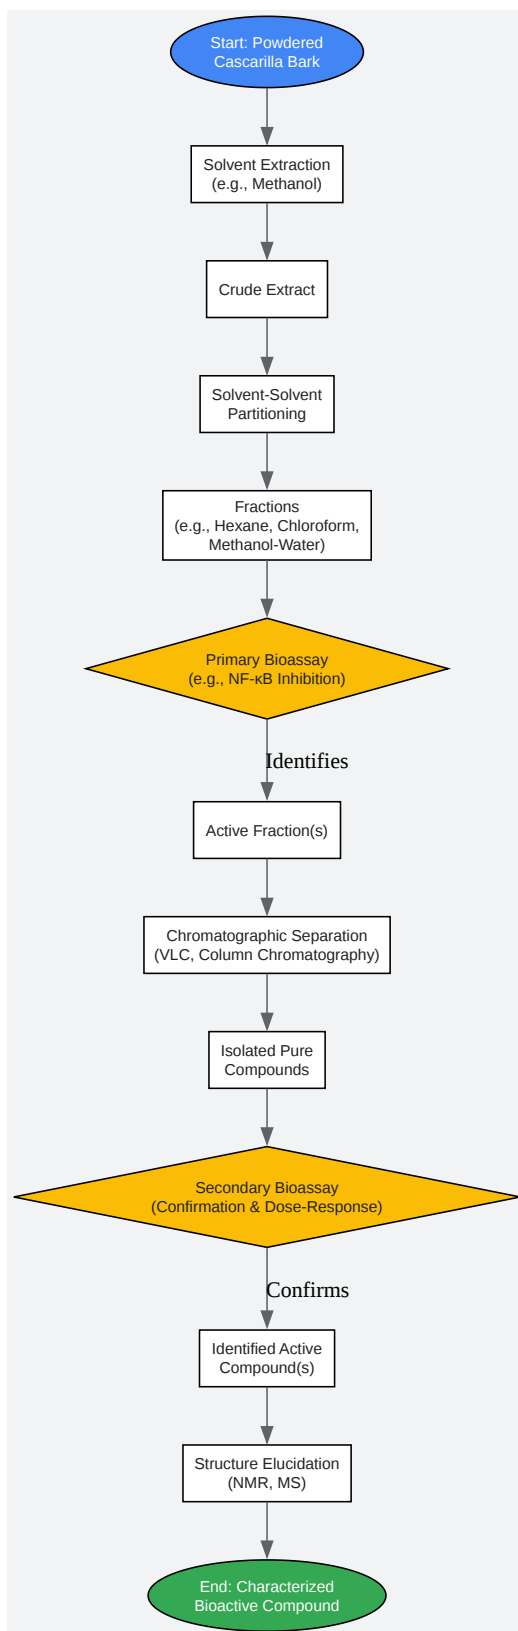 Start: Powdered
Cascarilla Bark
Solvent Extraction
(e.g., Methanol)
Crude Extract
Solvent-Solvent
Partitioning
Fractions
(e.g., Hexane, Chloroform,
Methanol-Water)
Primary Bioassay
(e.g., NF-κB Inhibition)
Identifies
Active Fraction(s)
Chromatographic Separation
(VLC, Column Chromatography)
Isolated Pure
Compounds
Secondary Bioassay
(Confirmation & Dose-Response)
Confirms
Identified Active
Compound(s)
Structure Elucidation
(NMR, MS)
End: Characterized
Bioactive Compound